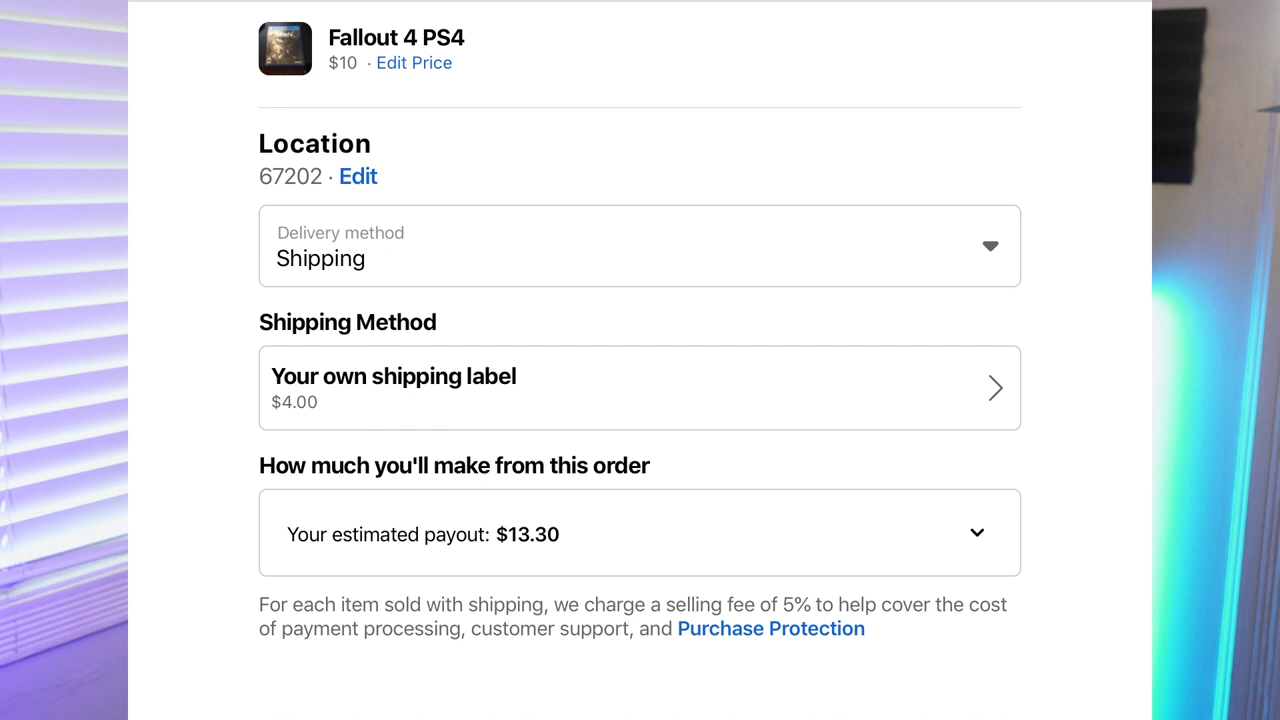 Fallout 4 PS4
$10 · Edit Price
Location
67202 · Edit
Delivery method
Shipping
Shipping Method
Your own shipping label
$4.00
How much you'll make from this order
Your estimated payout: $13.30
For each item sold with shipping, we charge a selling fee of 5% to help cover the cost
of payment processing, customer support, and Purchase Protection